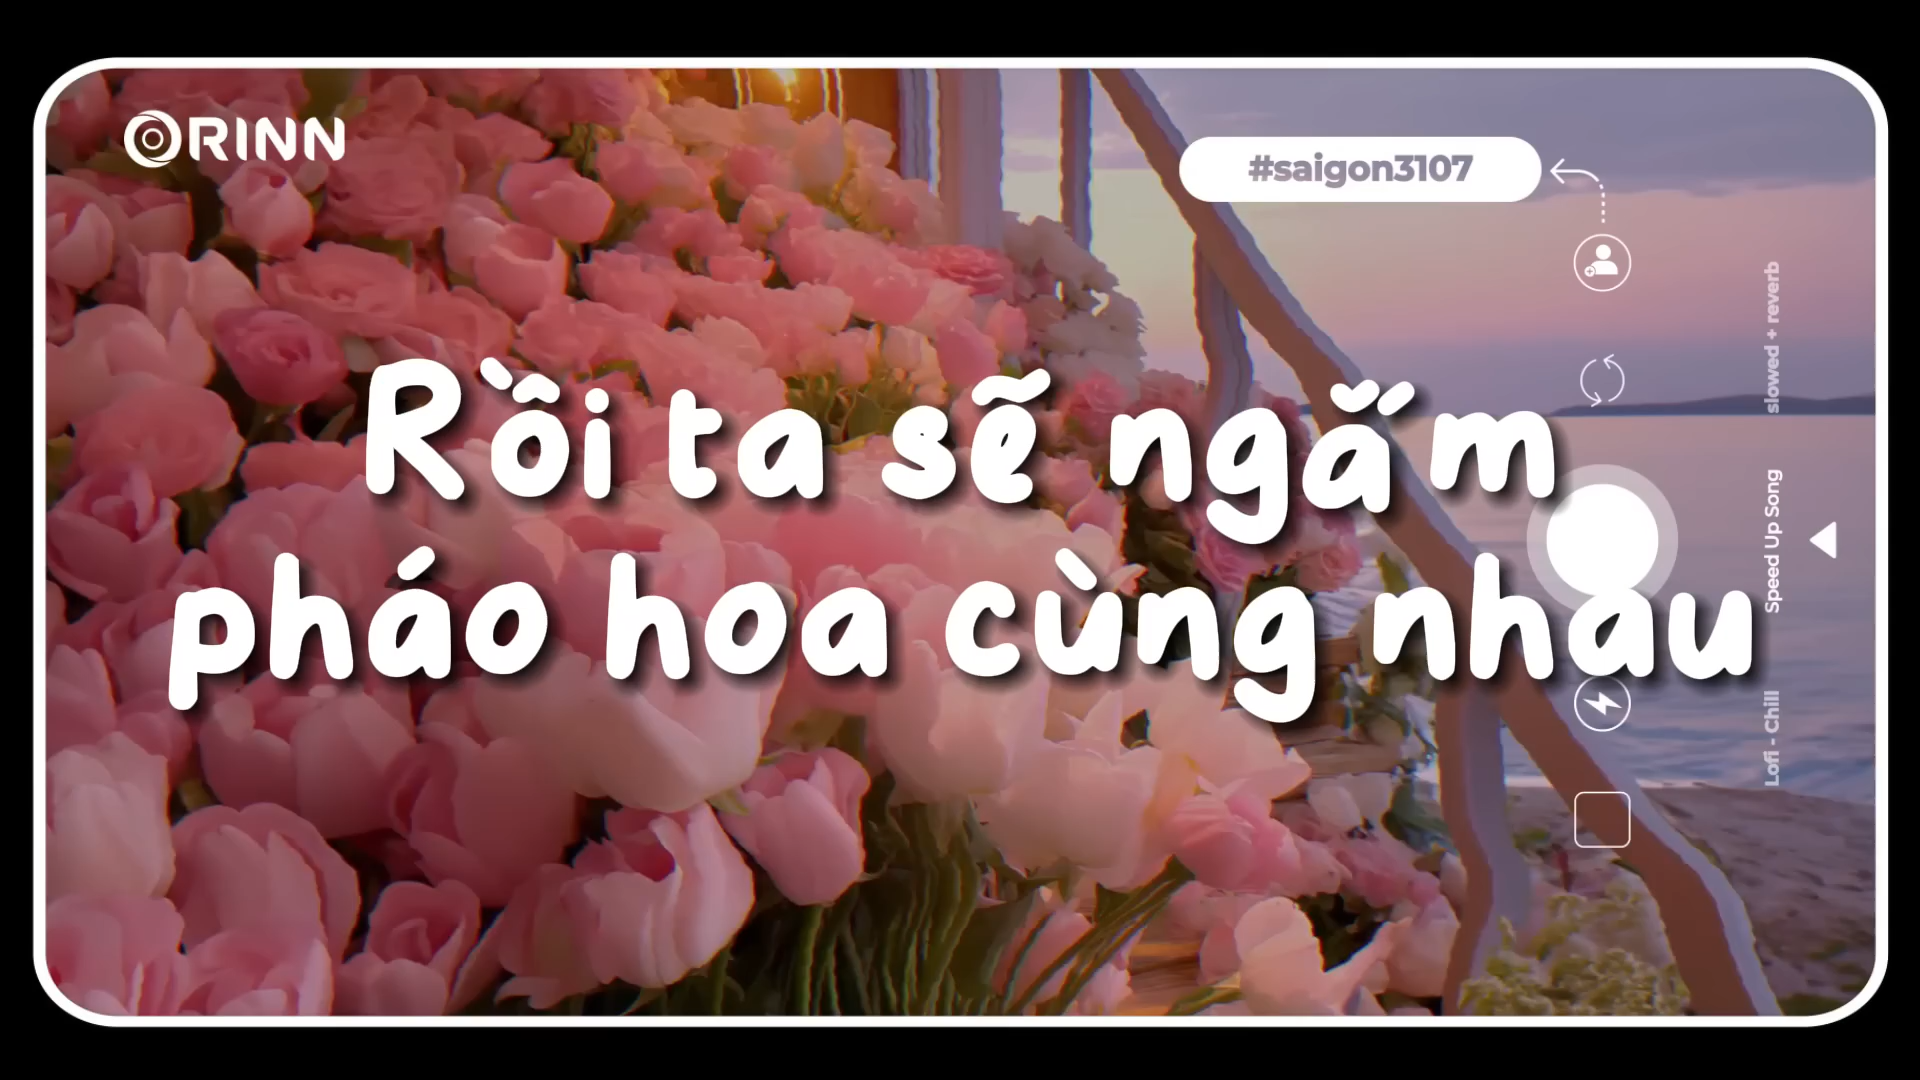 ORINN
#saigon3107
Rồi ta sẽ ngắm
pháo hoa cùng nhau
slowed + reverb
Speed Up Song
Lofi - Chill